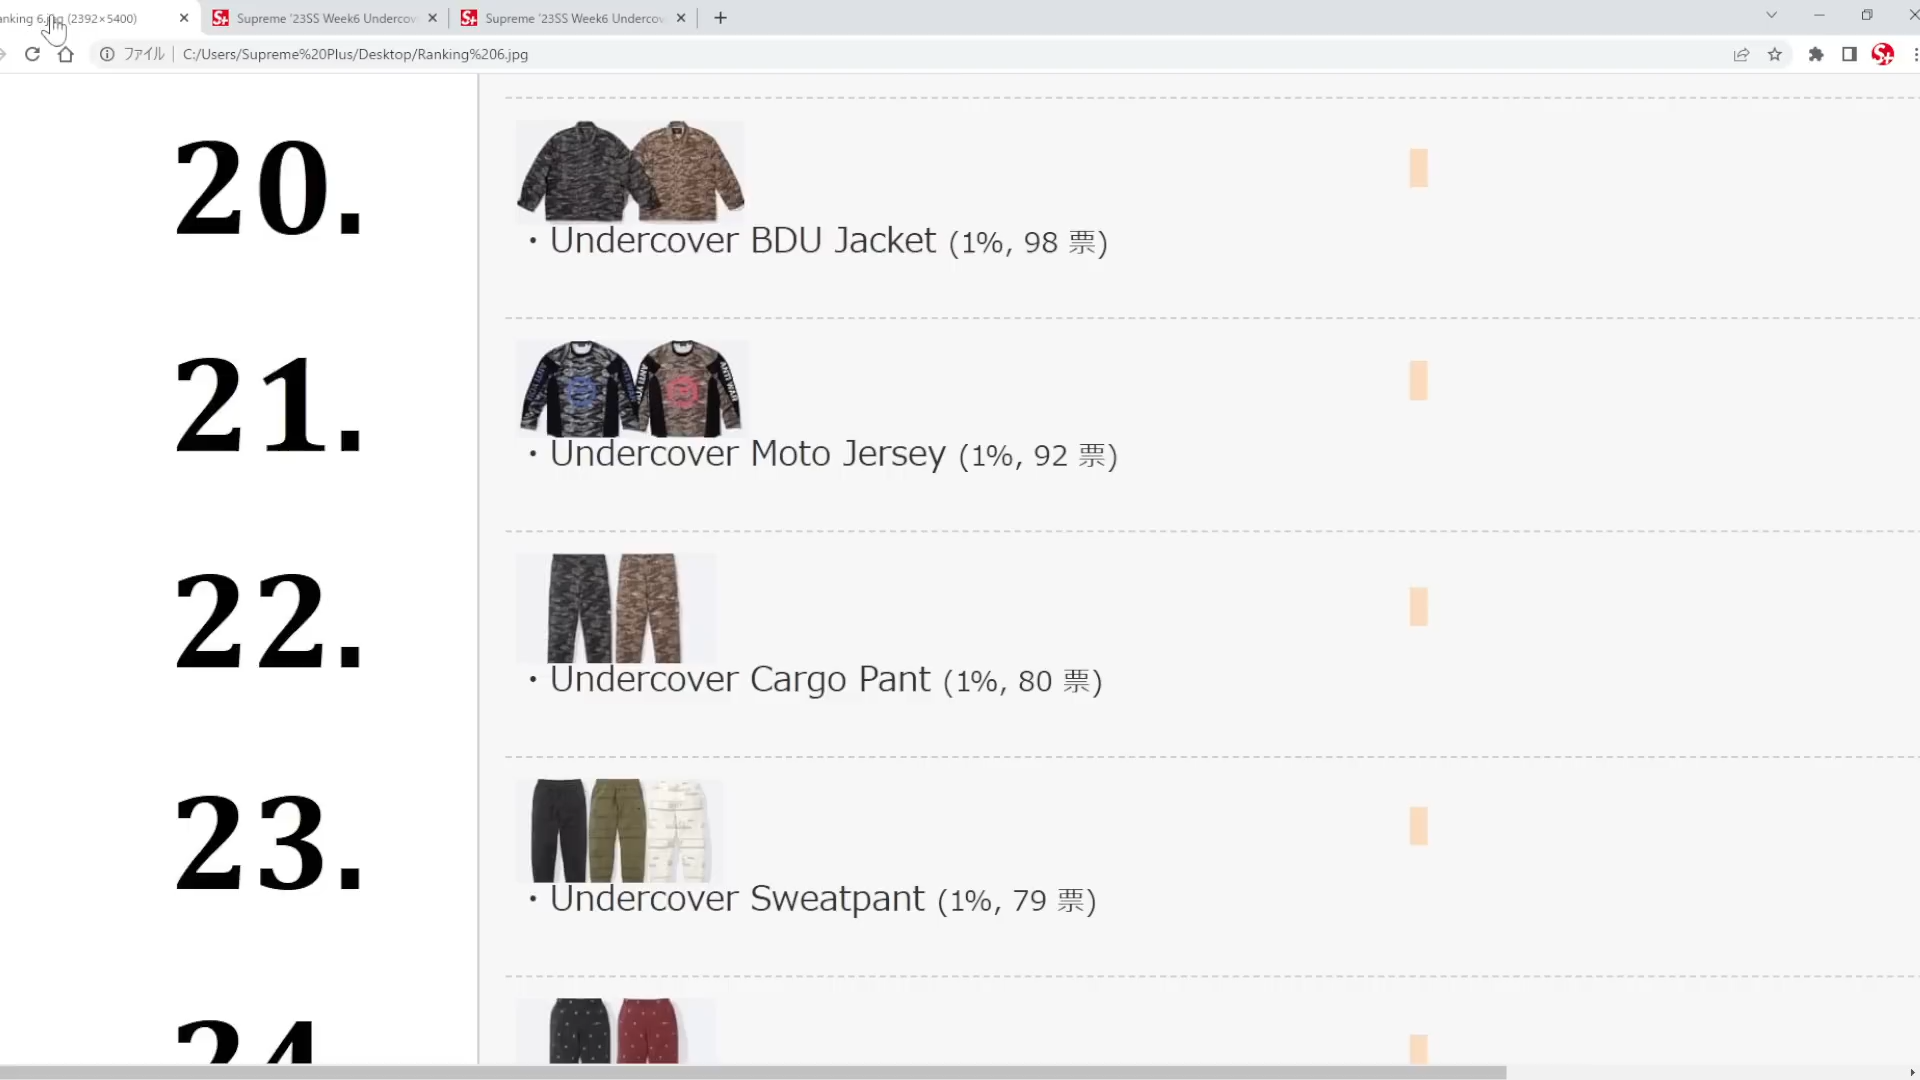 anking 6.jpg (2392×5400)
Supreme '23SS Week6 Undercov
Supreme '23SS Week6 Undercov
ファイル
C:/Users/Supreme%20Plus/Desktop/Ranking%206.jpg
20.
・Undercover BDU Jacket (1%, 98 票)
21.
ANTI WAR
・Undercover Moto Jersey (1%, 92 票)
22.
・Undercover Cargo Pant (1%, 80 票)
23.
・Undercover Sweatpant (1%, 79 票)
24.